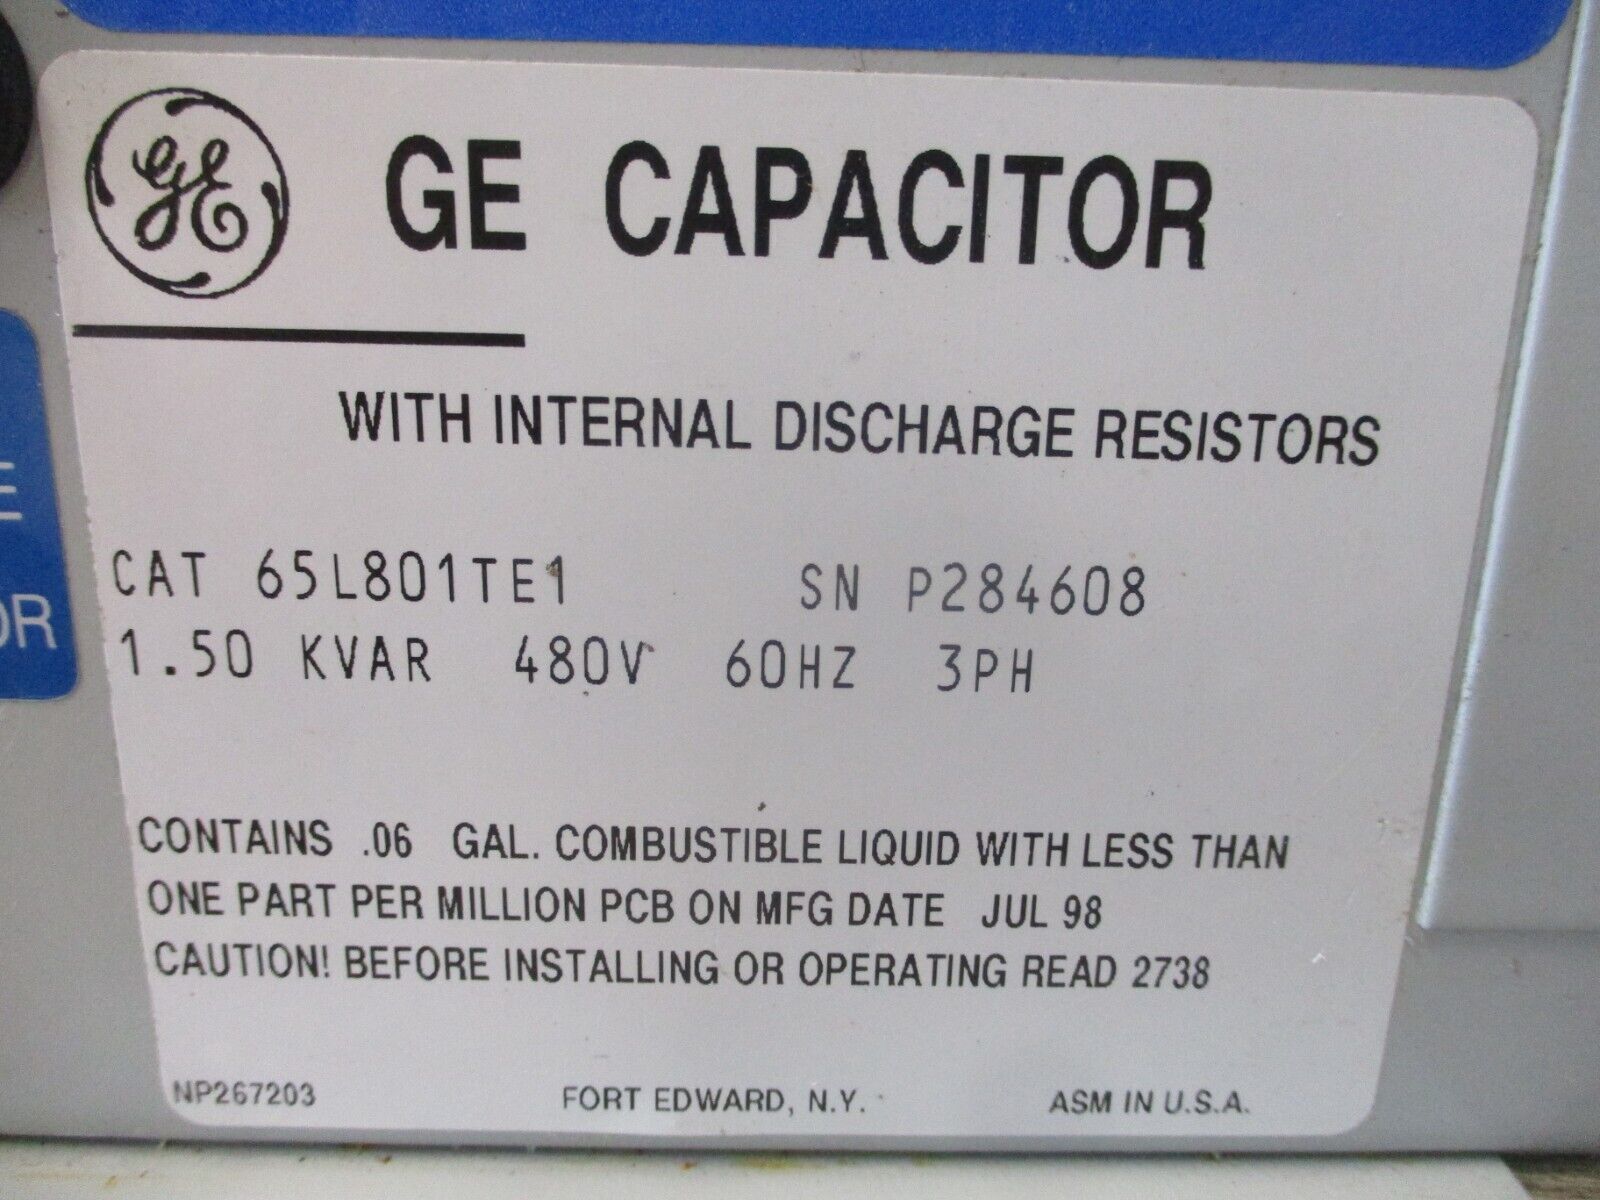 GE GE CAPACITOR
WITH INTERNAL DISCHARGE RESISTORS
CAT 65L801TE1 SN P284608
1.50 KVAR 480V 60HZ 3PH
CONTAINS .06 GAL. COMBUSTIBLE LIQUID WITH LESS THAN
ONE PART PER MILLION PCB ON MFG DATE JUL 98
CAUTION! BEFORE INSTALLING OR OPERATING READ 2738
NP267203 FORT EDWARD, N.Y. ASM IN U.S.A.